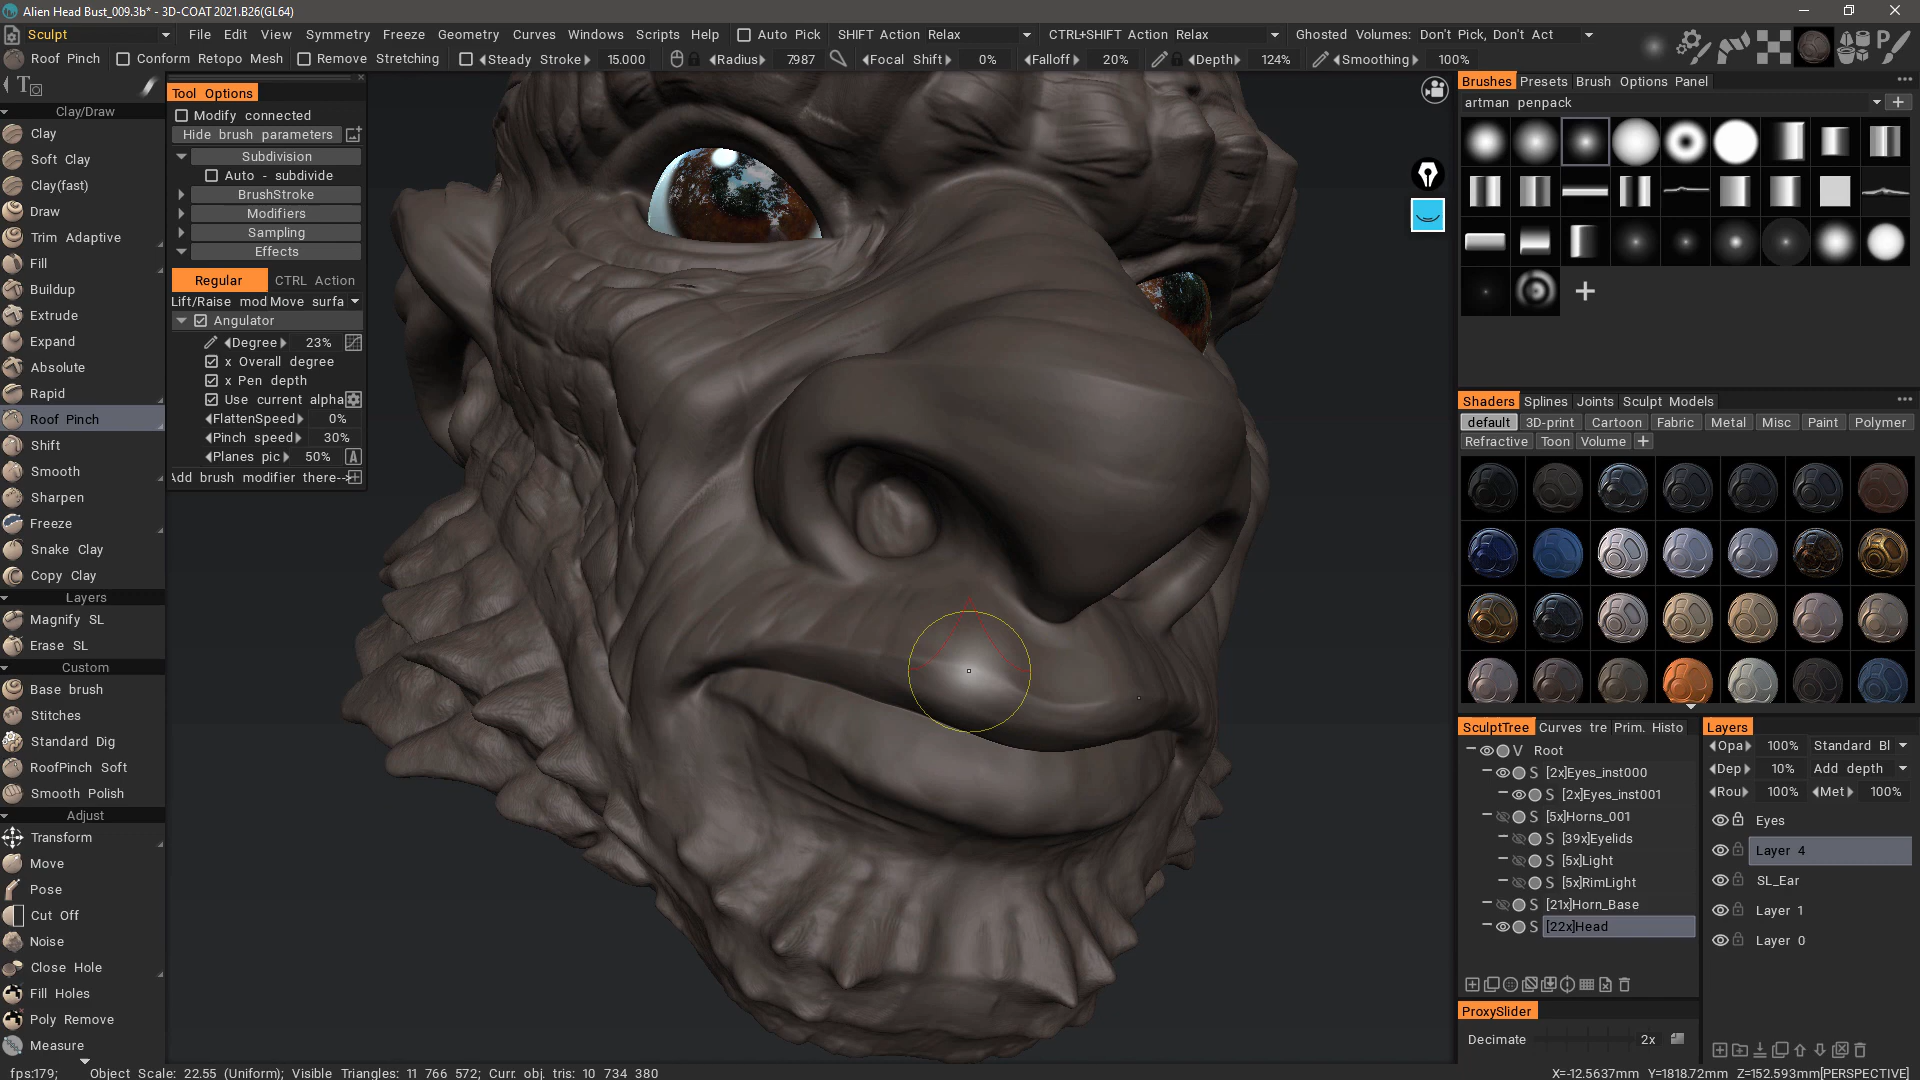 Alien Head Bust_009.3b* - 3D-COAT 2021.B26(GL64)
Sculpt File Edit View Symmetry Freeze Geometry Curves Windows Scripts Help Auto Pick SHIFT Action Relax CTRL+SHIFT Action Relax Ghosted Volumes: Don't Pick, Don't Act
Roof Pinch Conform Retopo Mesh Remove Stretching Steady Stroke 15.000 Radius 7987 Focal Shift 0% Falloff 20% Depth 124% Smoothing 100%
Clay/Draw
Clay
Soft Clay
Clay(fast)
Draw
Trim Adaptive
Fill
Buildup
Extrude
Expand
Absolute
Rapid
Roof Pinch
Shift
Smooth
Sharpen
Freeze
Snake Clay
Copy Clay
Layers
Magnify SL
Erase SL
Custom
Base brush
Stitches
Standard Dig
RoofPinch Soft
Smooth Polish
Adjust
Transform
Move
Pose
Cut Off
Noise
Close Hole
Fill Holes
Poly Remove
Measure
Tool Options
Modify connected
Hide brush parameters
Subdivision
Auto - subdivide
BrushStroke
Modifiers
Sampling
Effects
Regular CTRL Action
Lift/Raise mod Move surfa
Angulator
Degree 23%
x Overall degree
x Pen depth
Use current alpha
FlattenSpeed 0%
Pinch speed 30%
Planes pic 50% A
Add brush modifier there--
Brushes Presets Brush Options Panel
artman penpack
Shaders Splines Joints Sculpt Models
default 3D-print Cartoon Fabric Metal Misc Paint Polymer
Refractive Toon Volume +
SculptTree Curves tre Prim. Histo
V Root
S [2x]Eyes_inst000
S [2x]Eyes_inst001
S [5x]Horns_001
S [39x]Eyelids
S [5x]Light
S [5x]RimLight
S [21x]Horn_Base
S [22x]Head
ProxySlider
Decimate 2x
Layers
Opa 100% Standard Bl
Dep 10% Add depth
Rou 100% Met 100%
Eyes
Layer 4
SL_Ear
Layer 1
Layer 0
fps:179; Object Scale: 22.55 (Uniform); Visible Triangles: 11 766 572; Curr. obj. tris: 10 734 380 X=-12.5637mm Y=1818.72mm Z=152.593mm[PERSPECTIVE]